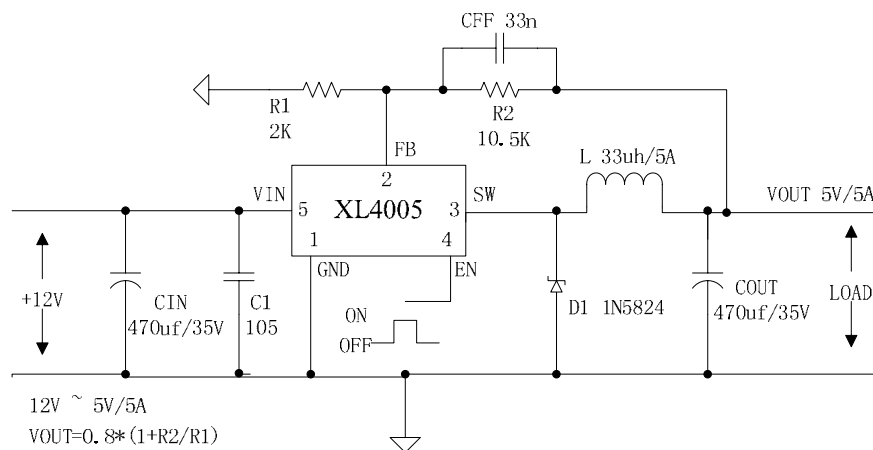 CFF 33n
R1
2K
R2
10.5K
FB
L 33uh/5A
VIN
2
SW
VOUT 5V/5A
5
XL4005
3
1
4
GND
EN
+12V
CIN
470uf/35V
C1
105
ON
OFF
D1 1N5824
COUT
470uf/35V
LOAD
12V ~ 5V/5A
VOUT=0.8*(1+R2/R1)